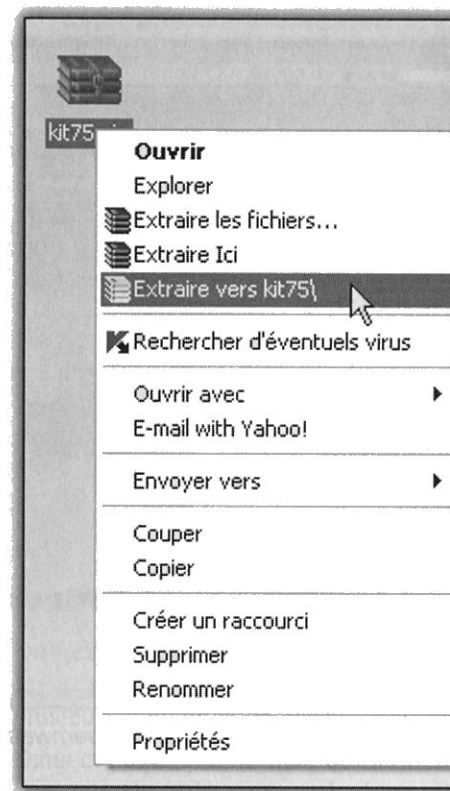 kit75
Ouvrir
Explorer
Extraire les fichiers...
Extraire Ici
Extraire vers kit75\
Rechercher d'éventuels virus
Ouvrir avec
E-mail with Yahoo!
Envoyer vers
Couper
Copier
Créer un raccourci
Supprimer
Renommer
Propriétés